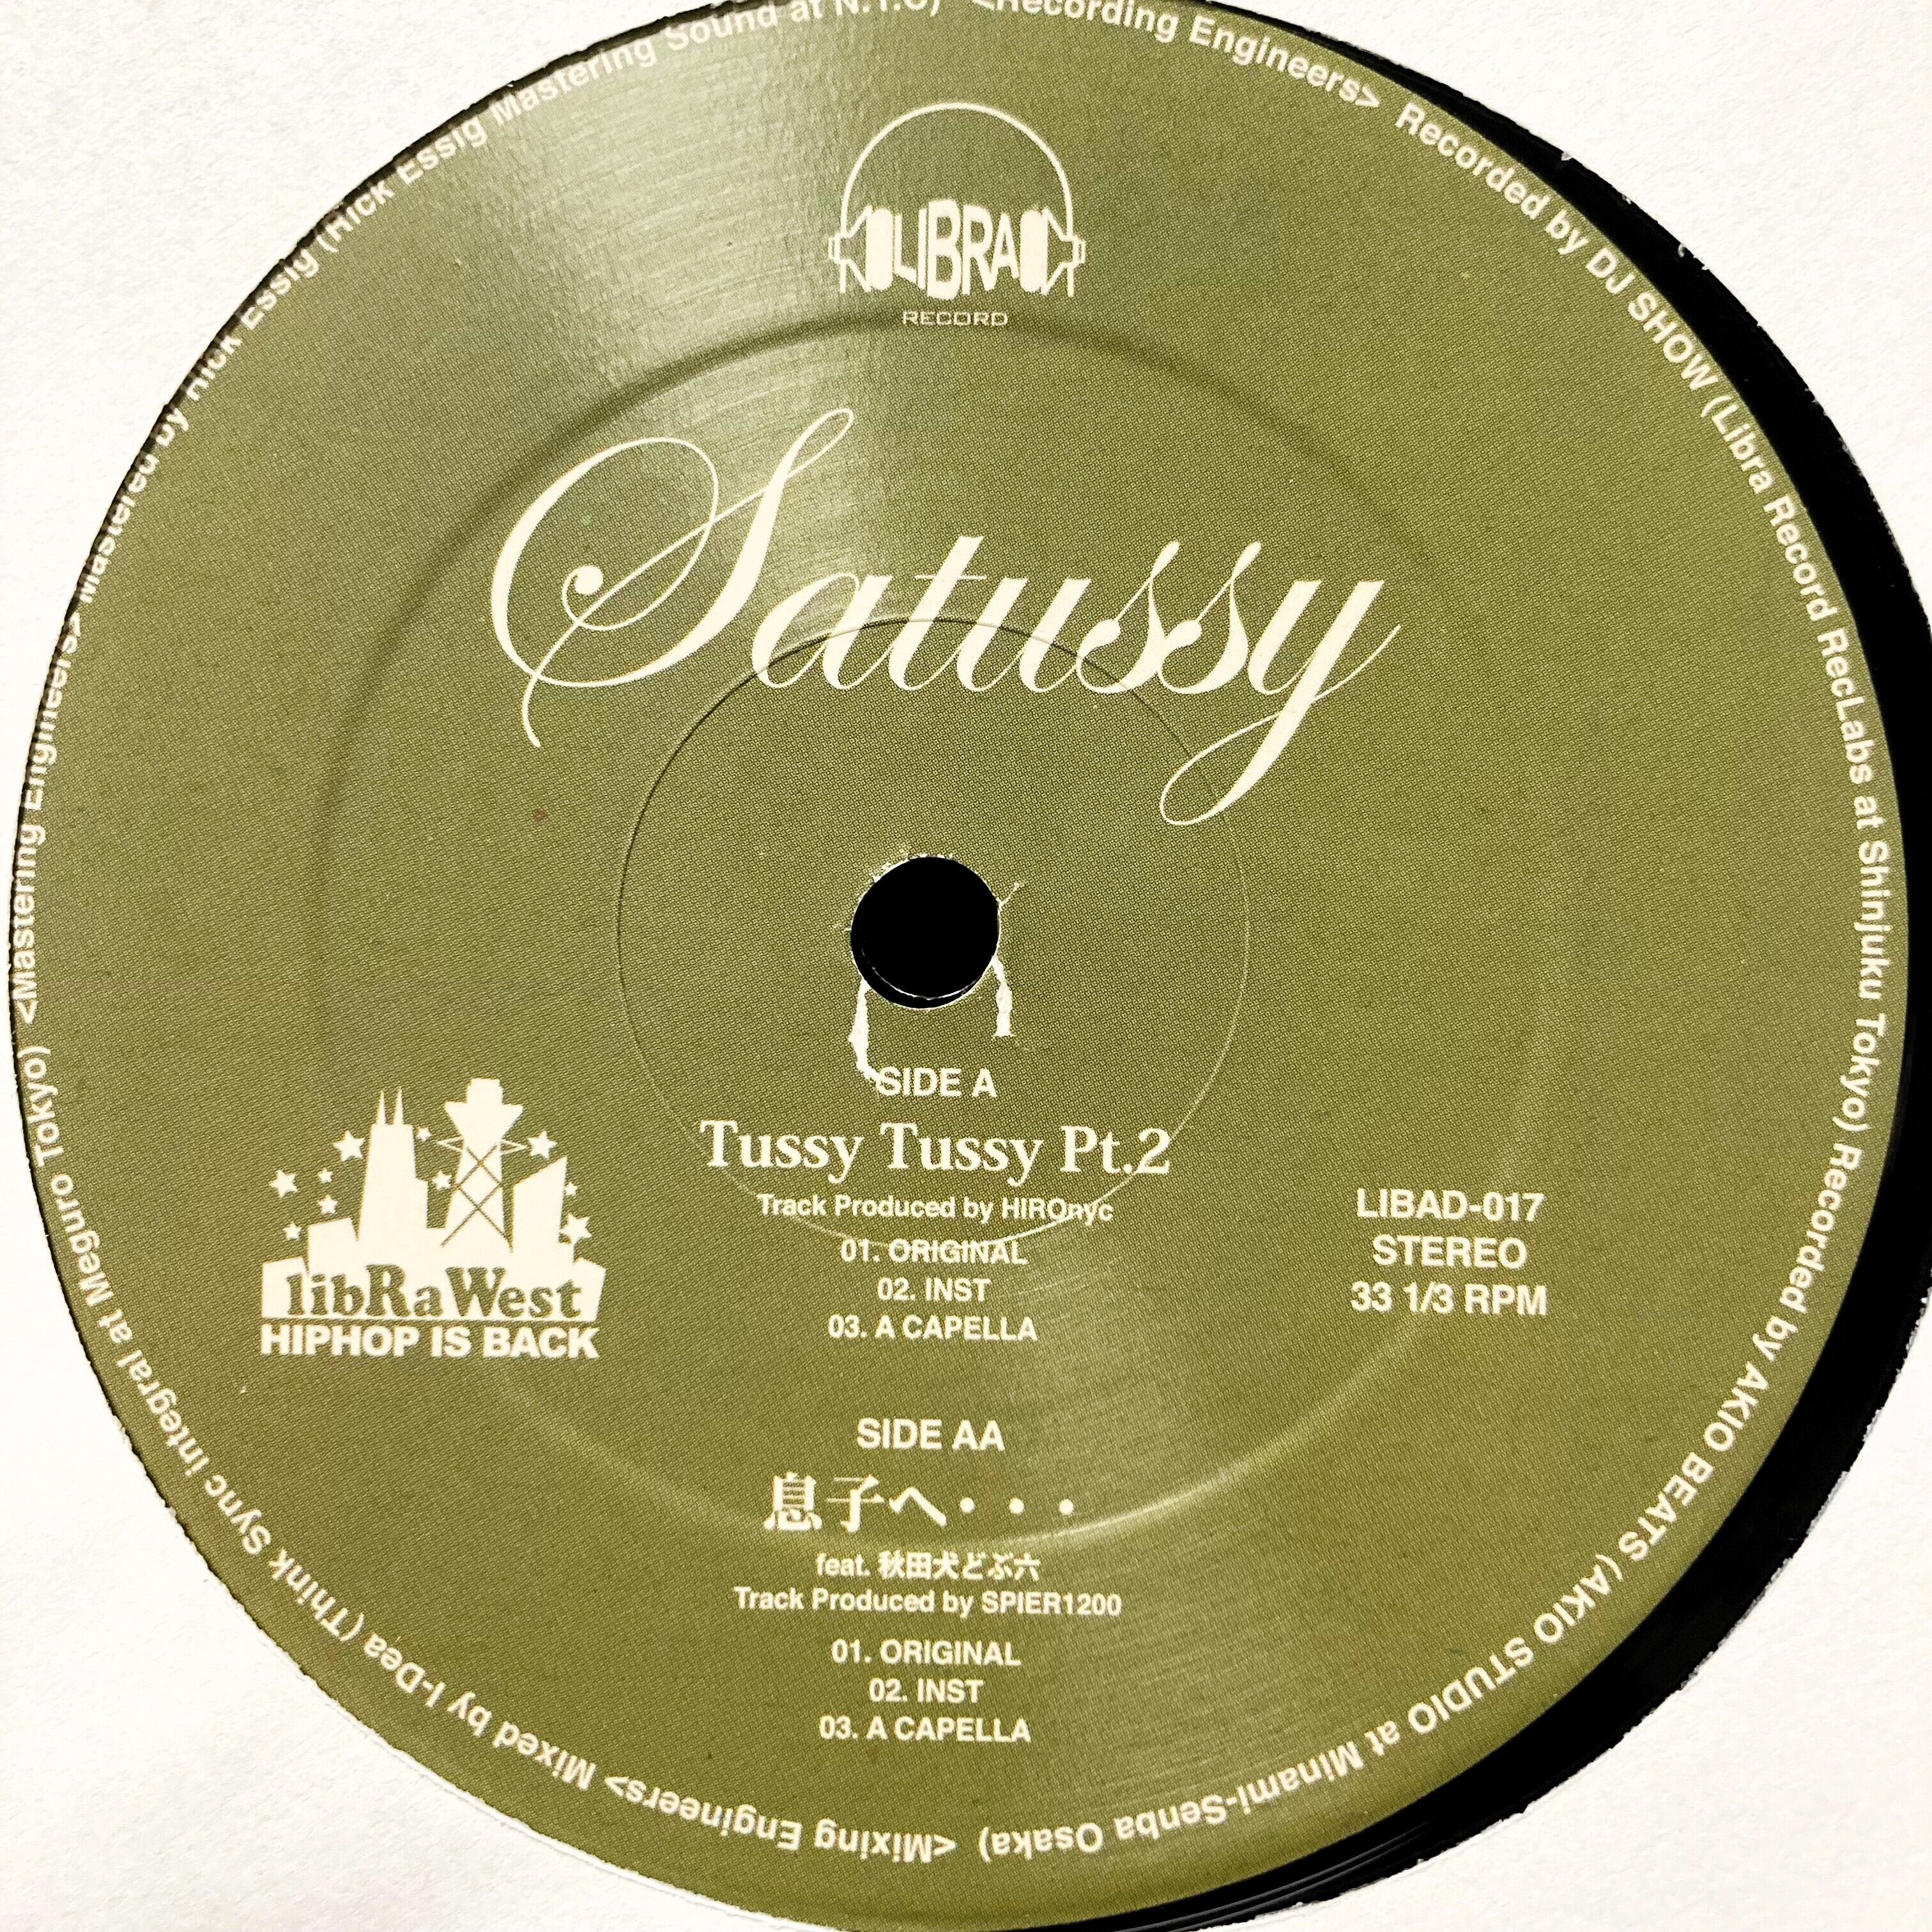 LIBRA
RECORD
Satussy
SIDE A
Tussy Tussy Pt.2
Track Produced by HIROnyc
01. ORIGINAL
02. INST
03. A CAPELLA
libRaWest
HIPHOP IS BACK
LIBAD-017
STEREO
33 1/3 RPM
SIDE AA
息子へ・・・
feat. 秋田犬どぶ六
Track Produced by SPIER1200
01. ORIGINAL
02. INST
03. A CAPELLA
<Recording Engineers> Recorded by DJ SHOW (Libra Record RecLabs at Shinjuku Tokyo) Recorded by AKIO BEATS (AKIO STUDIO at Minami-Senba Osaka) <Mixing Engineers> Mixed by I-Dea (Think Sync integral at Meguro Tokyo) <Mastering Engineers> Mastered by Rick Essig (Rick Essig Mastering Sound at N.Y.C)